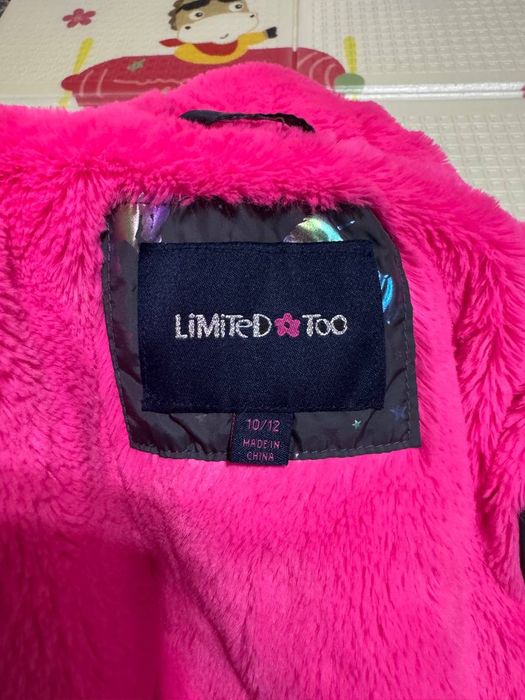 LiMiTeD TOO
10/12
MADE IN
CHINA